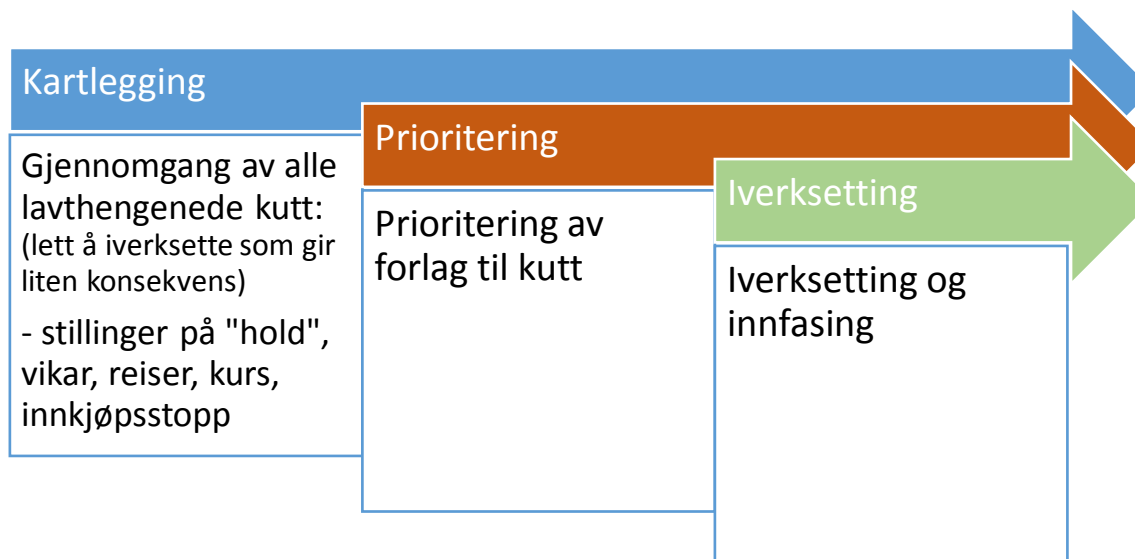 Kartlegging
Gjennomgang av alle
lavthengenede kutt:
(lett å iverksette som gir
liten konsekvens)
- stillinger på "hold",
vikar, reiser, kurs,
innkjøpsstopp
Prioritering
Prioritering av
forlag til kutt
Iverksetting
Iverksetting og
innfasing